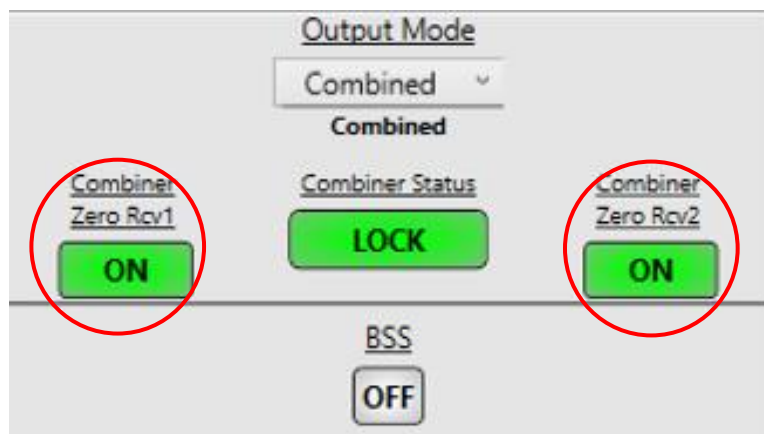 Output Mode
Combined
Combined
Combiner
Zero Rcv1
ON
Combiner Status
LOCK
Combiner
Zero Rcv2
ON
BSS
OFF